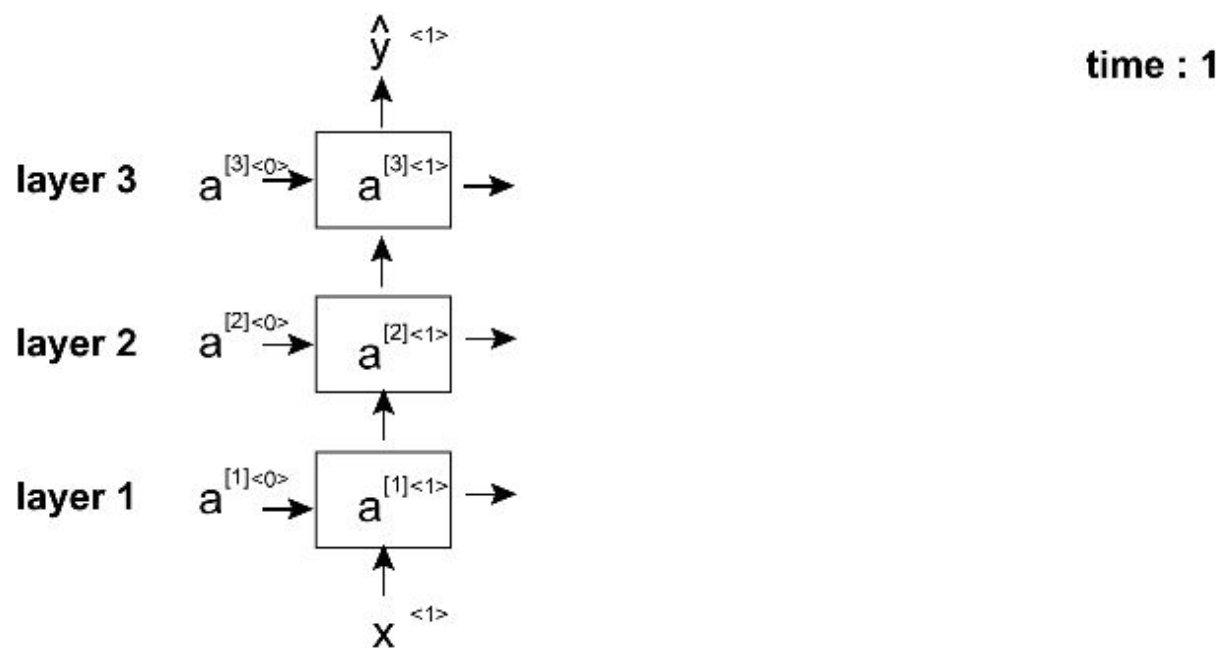 ŷ <1>
time : 1
layer 3 a[3]<0> a[3]<1>
layer 2 a[2]<0> a[2]<1>
layer 1 a[1]<0> a[1]<1>
x <1>